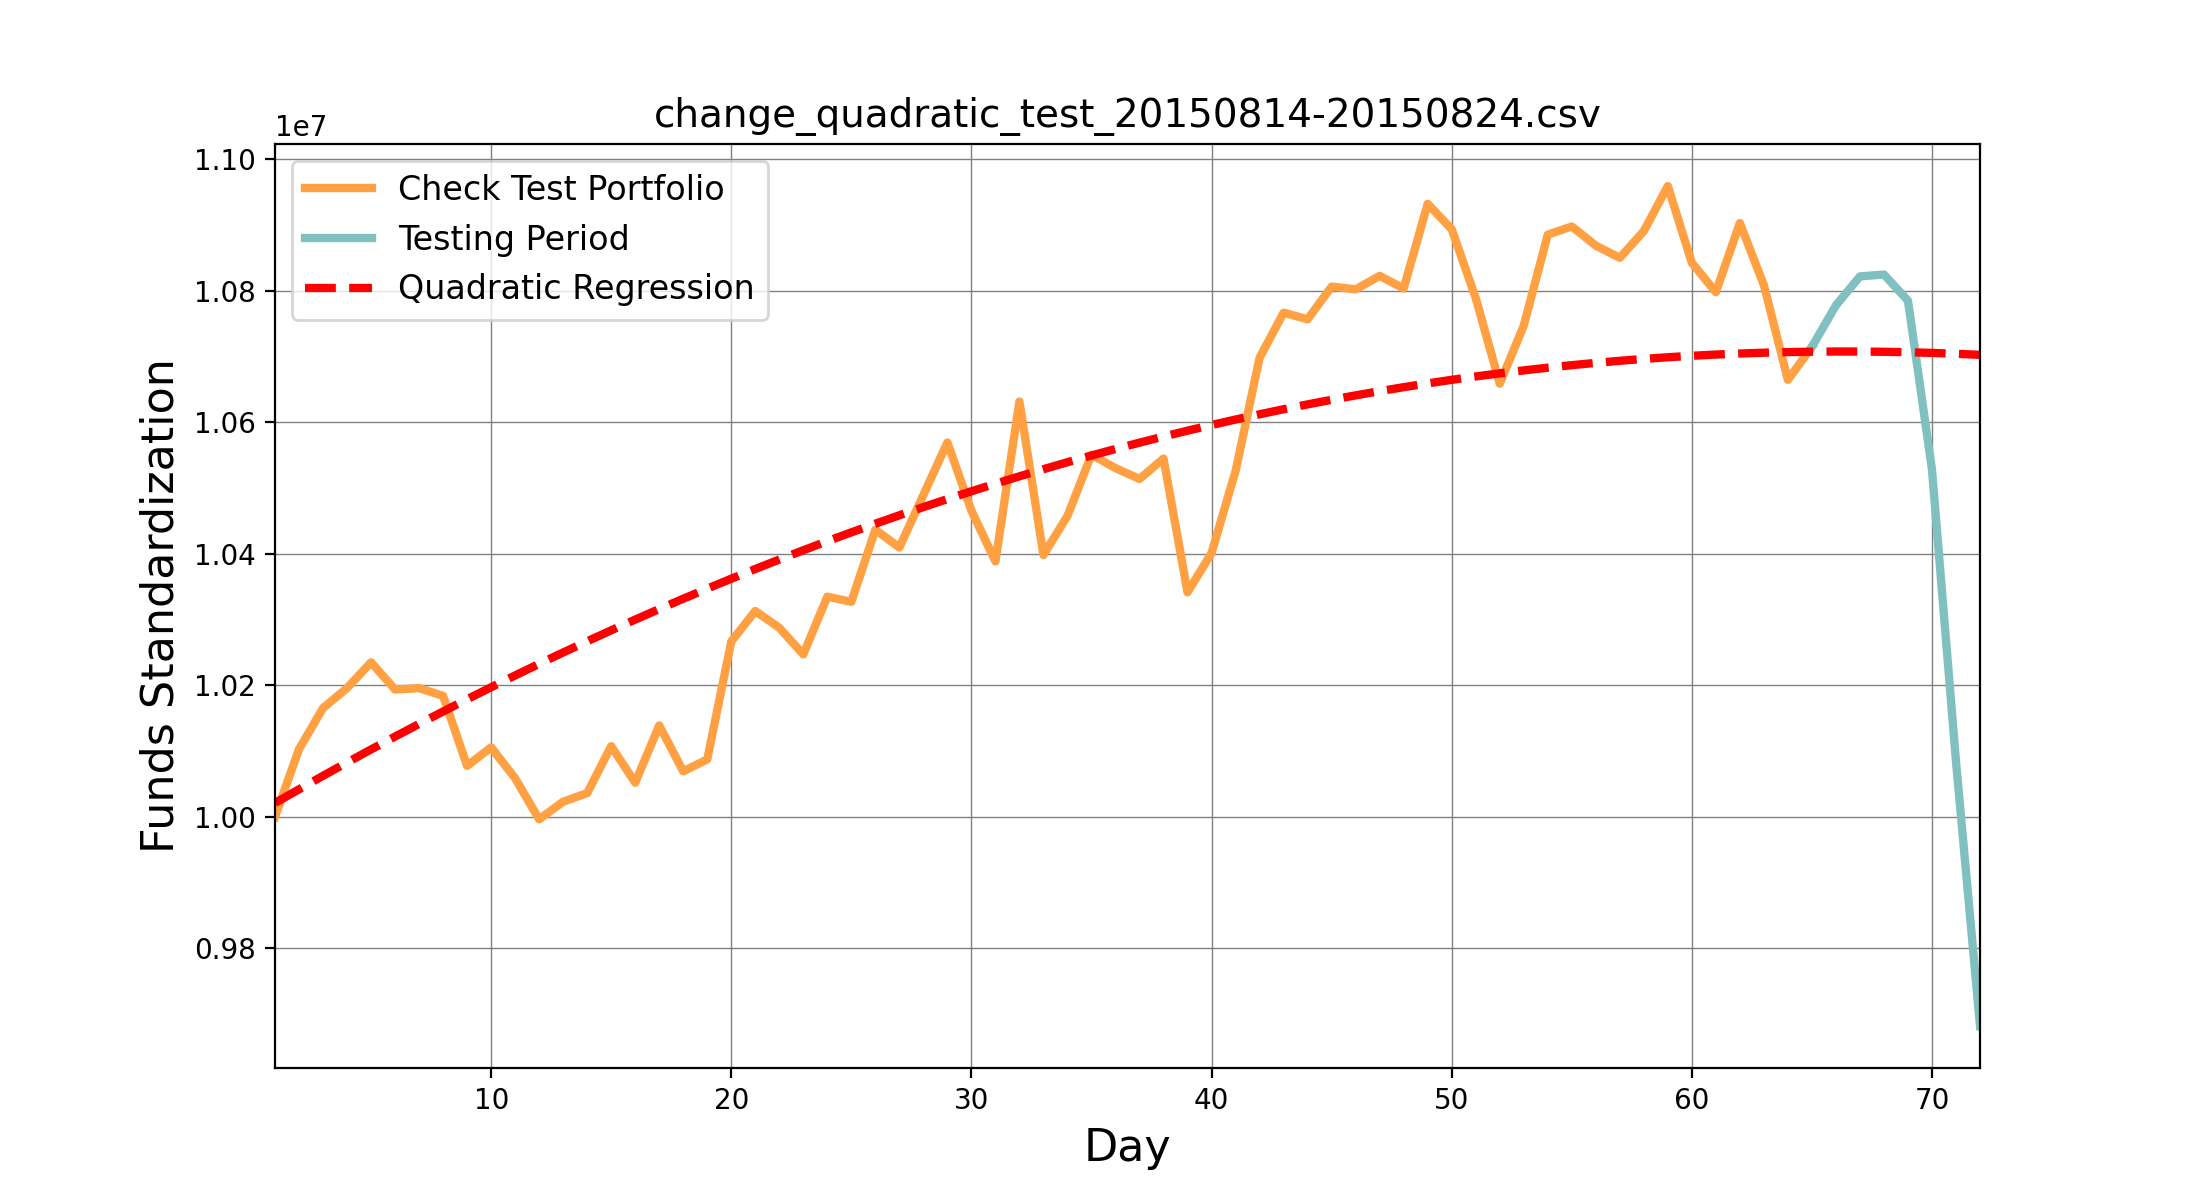 change_quadratic_test_20150814-20150824.csv
1e7
1.10
1.08
1.06
1.04
1.02
1.00
0.98
Funds Standardization
Check Test Portfolio
Testing Period
Quadratic Regression
10 20 30 40 50 60 70
Day